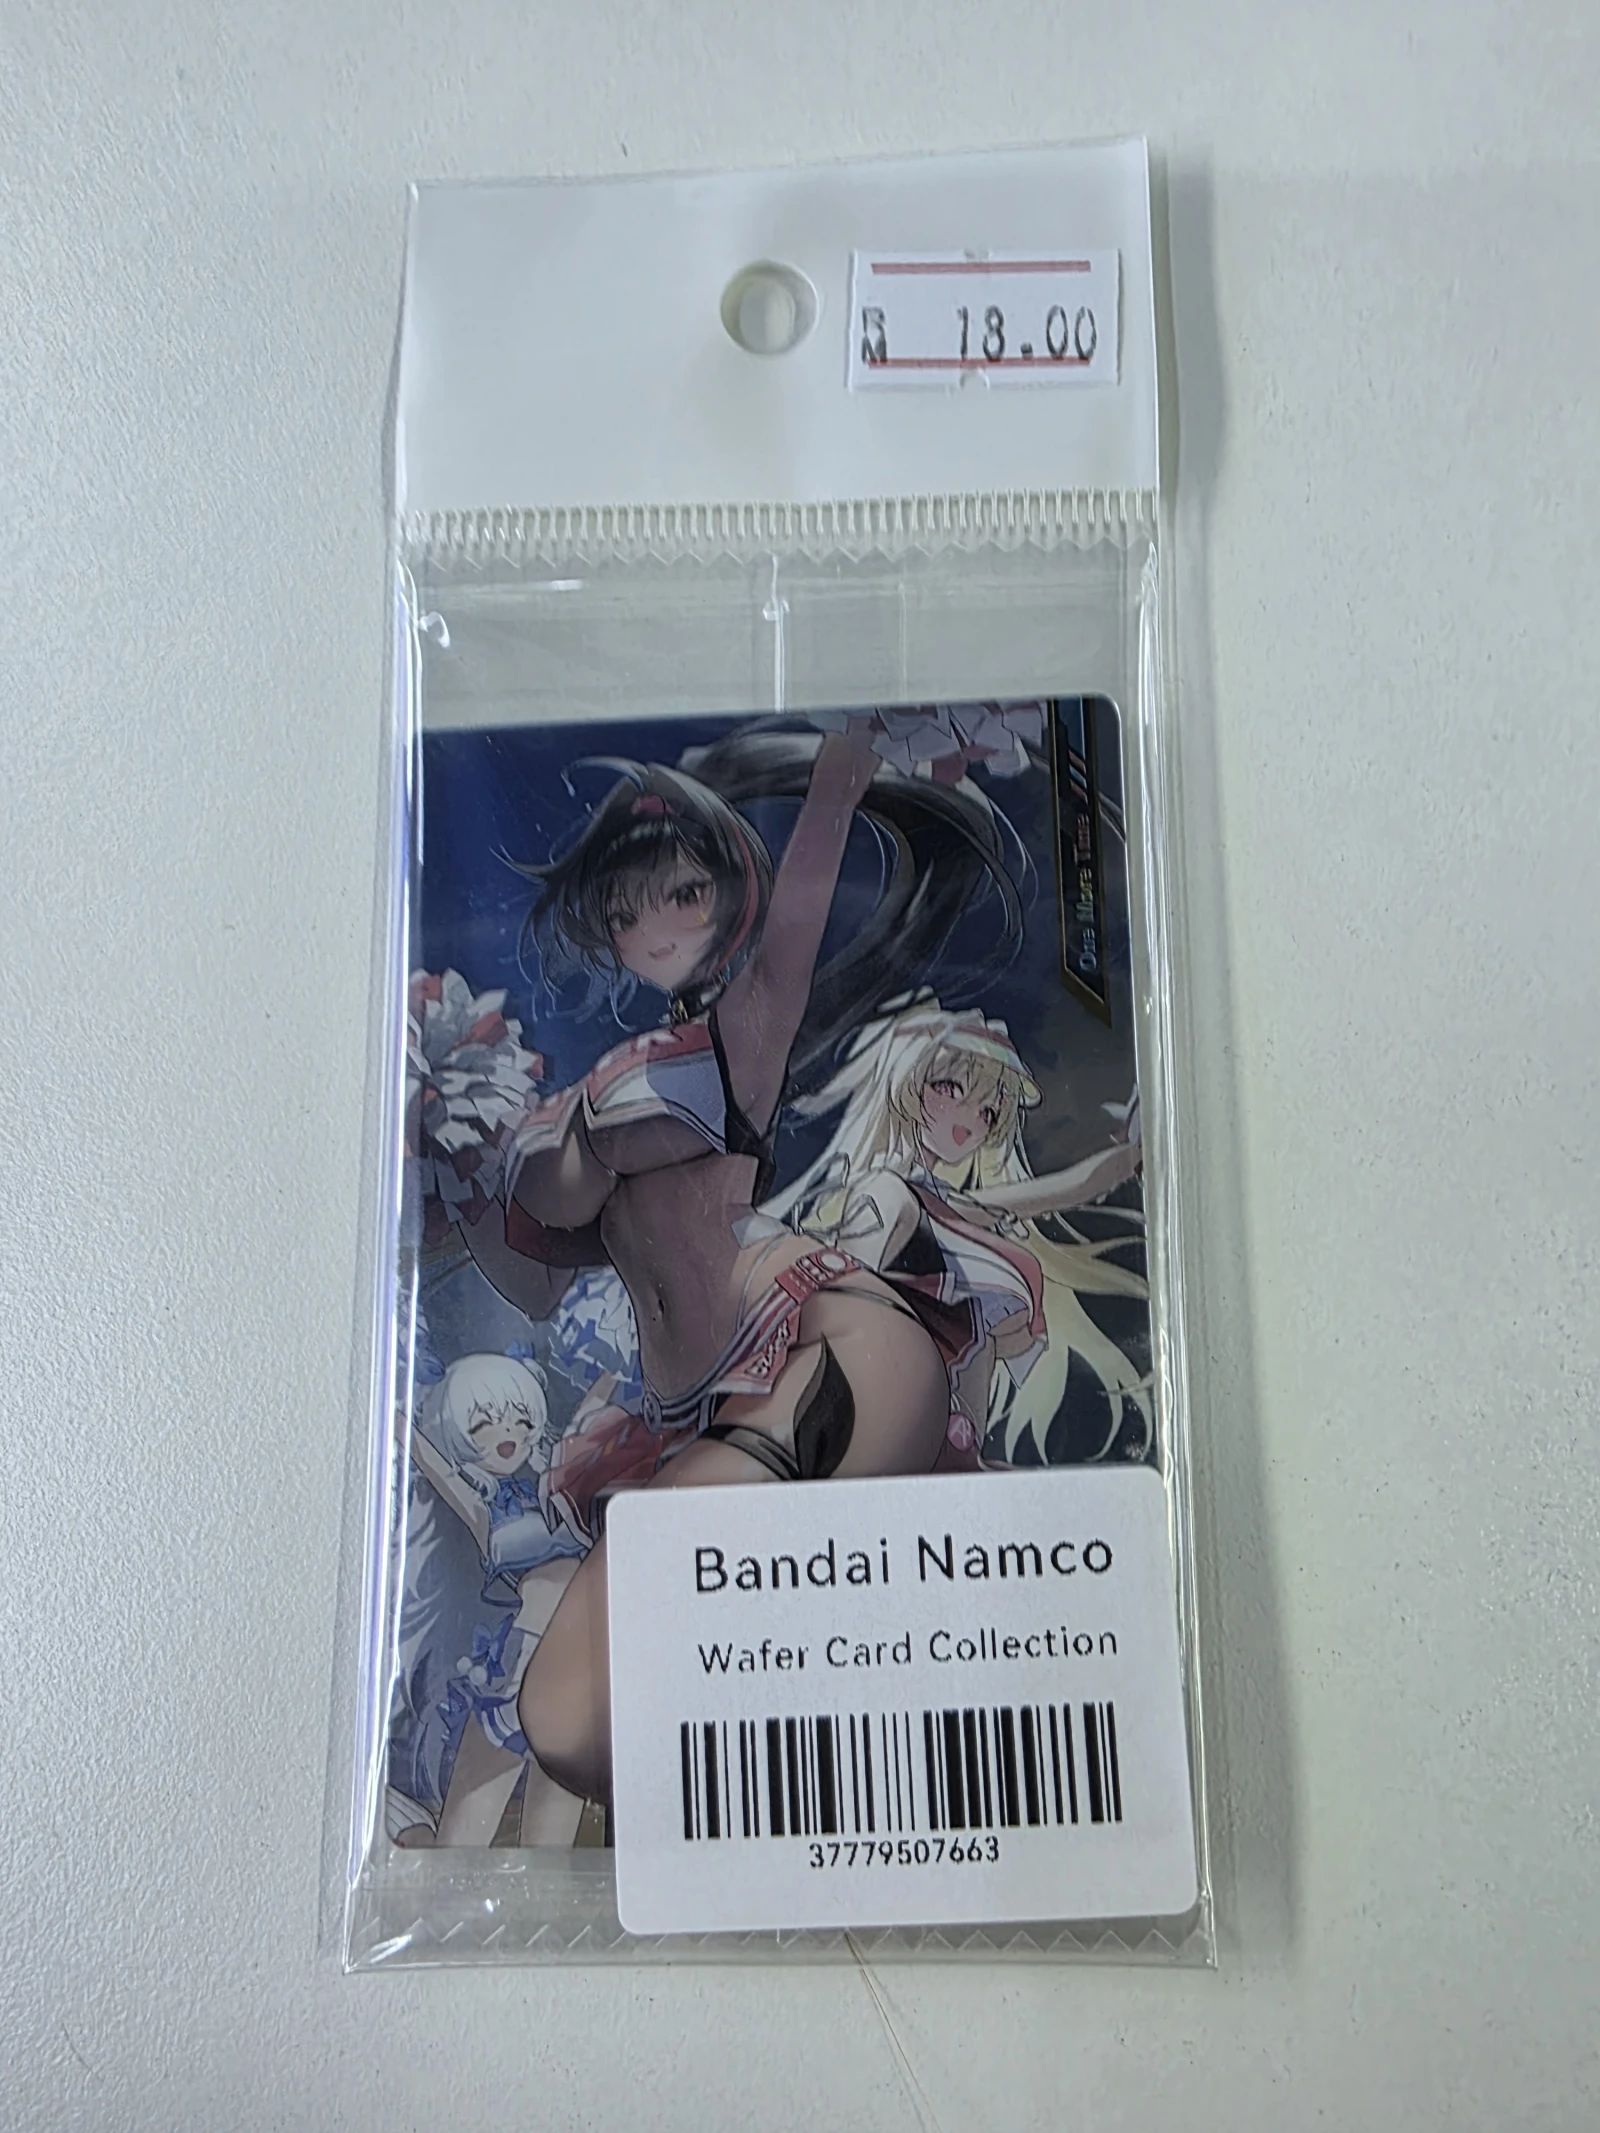 18.00
One More Time
Bandai Namco
Wafer Card Collection
37779507663